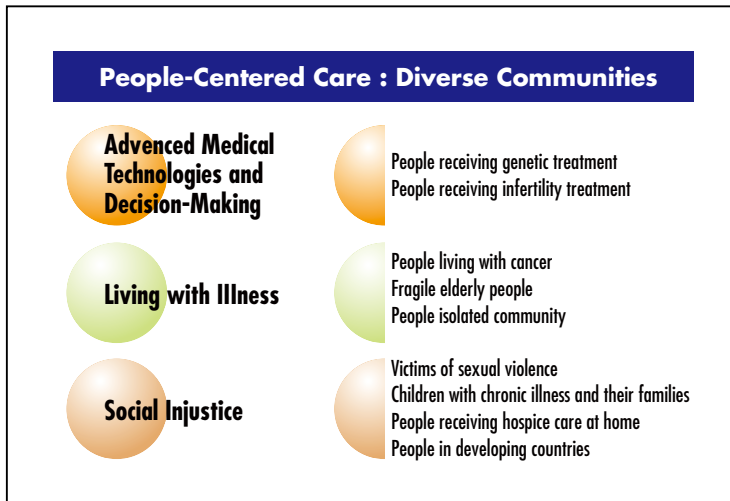 People-Centered Care : Diverse Communities
Advanced Medical
Technologies and
Decision-Making
People receiving genetic treatment
People receiving infertility treatment
Living with Illness
People living with cancer
Fragile elderly people
People isolated community
Social Injustice
Victims of sexual violence
Children with chronic illness and their families
People receiving hospice care at home
People in developing countries